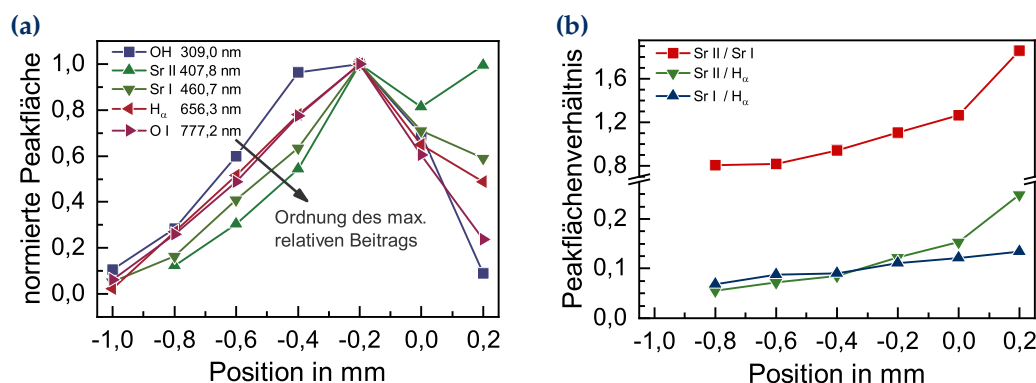 (a)
normierte Peakfläche
1,0
0,8
0,6
0,4
0,2
0,0
OH 309,0 nm
Sr II 407,8 nm
Sr I 460,7 nm
Hα 656,3 nm
O I 777,2 nm
Ordnung des max.
relativen Beitrags
-1,0 -0,8 -0,6 -0,4 -0,2 0,0 0,2
Position in mm
(b)
Peakflächenverhältnis
1,6
1,2
0,8
0,2
0,1
0,0
Sr II / Sr I
Sr II / Hα
Sr I / Hα
-1,0 -0,8 -0,6 -0,4 -0,2 0,0 0,2
Position in mm